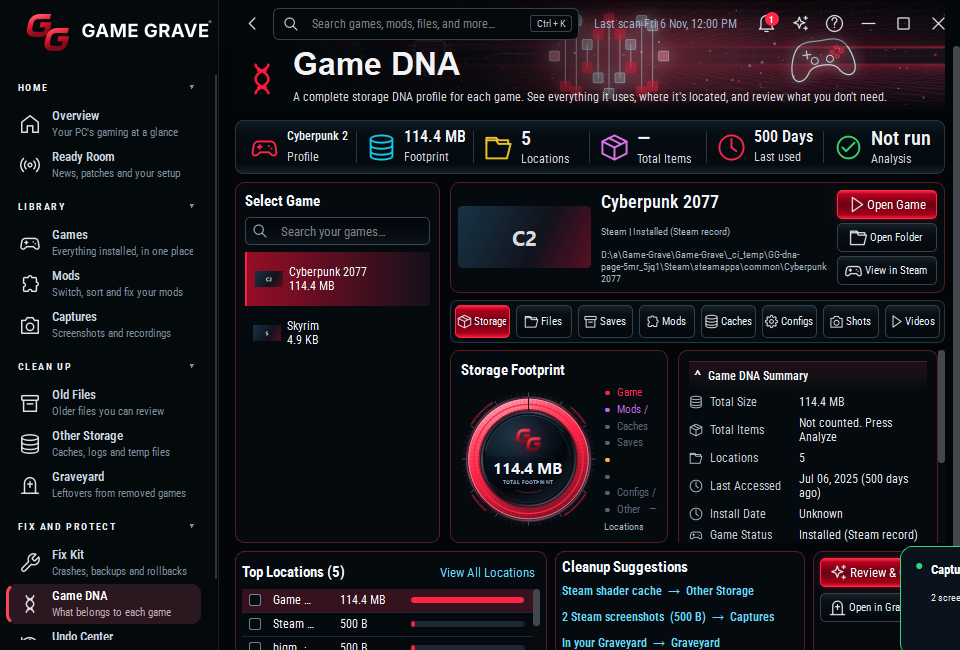 GAME GRAVE
Search games, mods, files, and more...
Ctrl + K
Last scan Fri 6 Nov, 12:00 PM
1
HOME
Overview
Your PC's gaming at a glance
Ready Room
News, patches and your setup
LIBRARY
Games
Everything installed, in one place
Mods
Switch, sort and fix your mods
Captures
Screenshots and recordings
CLEAN UP
Old Files
Older files you can review
Other Storage
Caches, logs and temp files
Graveyard
Leftovers from removed games
FIX AND PROTECT
Fix Kit
Crashes, backups and rollbacks
Game DNA
What belongs to each game
Undo Center
Game DNA
A complete storage DNA profile for each game. See everything it uses, where it's located, and review what you don't need.
Cyberpunk 2
Profile
114.4 MB
Footprint
5
Locations
—
Total Items
500 Days
Last used
Not run
Analysis
Select Game
Search your games...
C2
Cyberpunk 2077
114.4 MB
S
Skyrim
4.9 KB
C2
Cyberpunk 2077
Steam | Installed (Steam record)
D:\a\Game-Grave\Game-Grave\_ci_temp\GG-dna-
page-5mr_5jq1\Steam\steamapps\common\Cyberpunk
2077
Open Game
Open Folder
View in Steam
Storage
Files
Saves
Mods
Caches
Configs
Shots
Videos
Storage Footprint
GG
114.4 MB
TOTAL FOOTPRINT
Game
Mods /
Caches
Saves
Configs /
Other —
Locations
Game DNA Summary
Total Size 114.4 MB
Total Items Not counted. Press
Analyze
Locations 5
Last Accessed Jul 06, 2025 (500 days
ago)
Install Date Unknown
Game Status Installed (Steam record)
Top Locations (5)
View All Locations
Game ... 114.4 MB
Steam ... 500 B
500 B
Cleanup Suggestions
Steam shader cache → Other Storage
2 Steam screenshots (500 B) → Captures
In your Graveyard → Graveyard
Review &
Open in Gra
Captu
2 scree